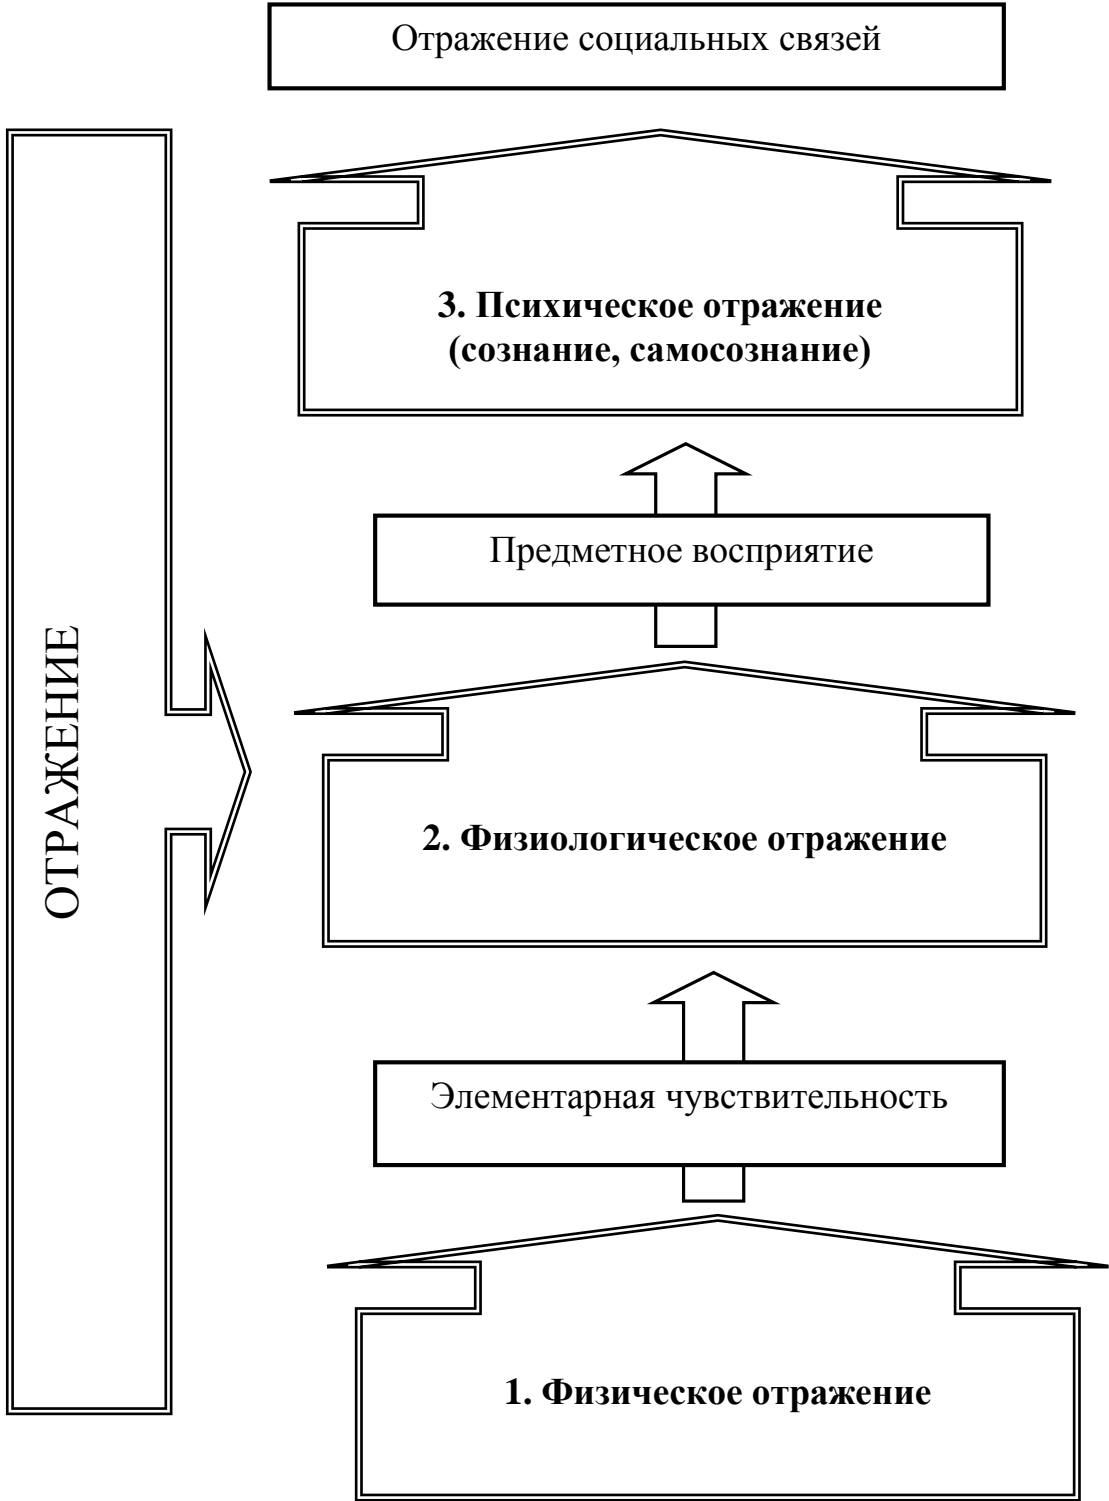 Отражение социальных связей
3. Психическое отражение
(сознание, самосознание)
Предметное восприятие
ОТРАЖЕНИЕ
2. Физиологическое отражение
Элементарная чувствительность
1. Физическое отражение